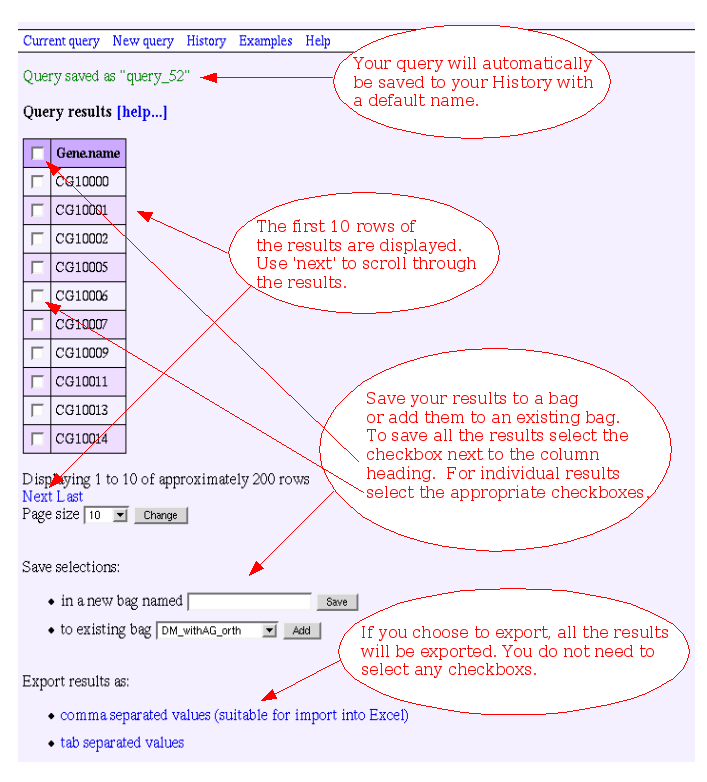 Current query New query History Examples Help
Query saved as "query_52"
Your query will automatically
be saved to your History with
a default name.
Query results [help...]
Gene.name
CG10000
CG10001
CG10002
CG10005
CG10006
CG10007
CG10009
CG10011
CG10013
CG10014
The first 10 rows of
the results are displayed.
Use 'next' to scroll through
the results.
Save your results to a bag
or add them to an existing bag.
To save all the results select the
checkbox next to the column
heading. For individual results
select the appropriate checkboxes.
Displaying 1 to 10 of approximately 200 rows
Next Last
Page size 10 Change
Save selections:
• in a new bag named Save
• to existing bag DM_withAG_orth Add
If you choose to export, all the results
will be exported. You do not need to
select any checkboxs.
Export results as:
• comma separated values (suitable for import into Excel)
• tab separated values